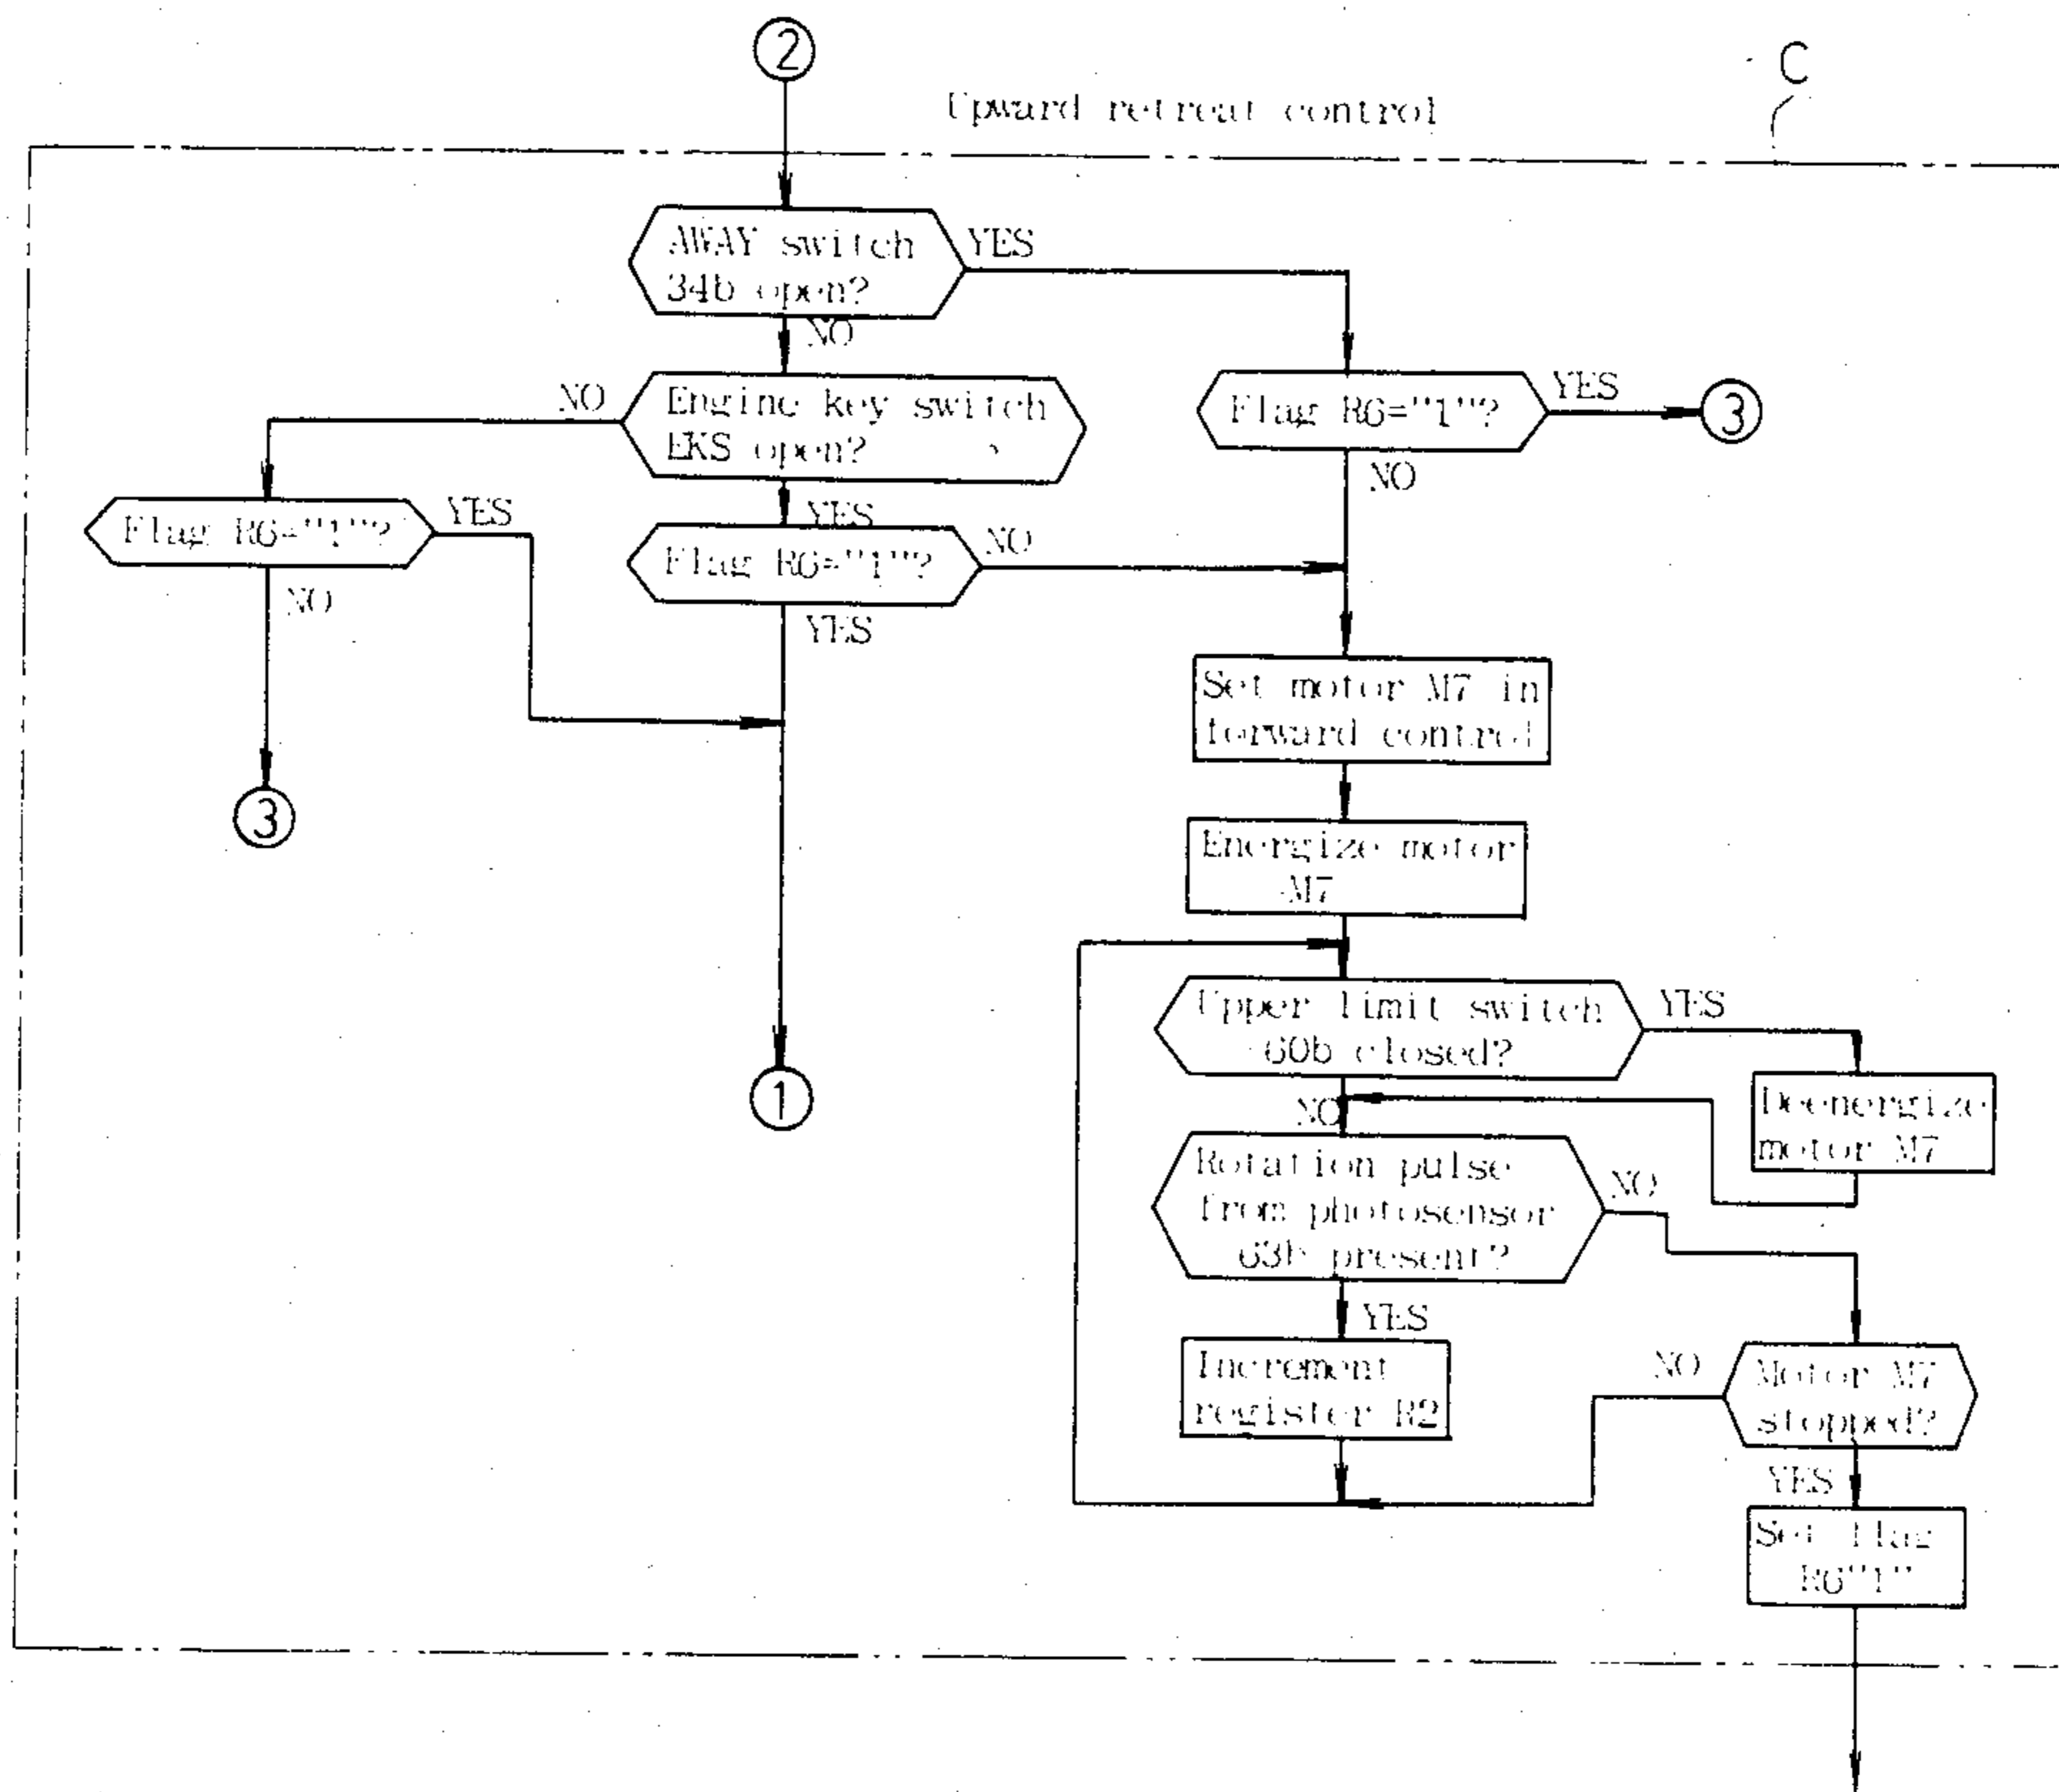 2
C
Upward retreat control
AWAY switch
34b open?
YES
NO
Engine key switch
EKS open?
NO
YES
Flag R6="1"?
YES
3
NO
Flag R6="1"?
YES
NO
3
Flag R6="1"?
NO
YES
1
Set motor M7 in
forward control
Energize motor
M7
Upper limit switch
60b closed?
YES
NO
Deenergize
motor M7
Rotation pulse
from photosensor
63b present?
NO
YES
Increment
register R2
Motor M7
stopped?
NO
YES
Set flag
R6"1"